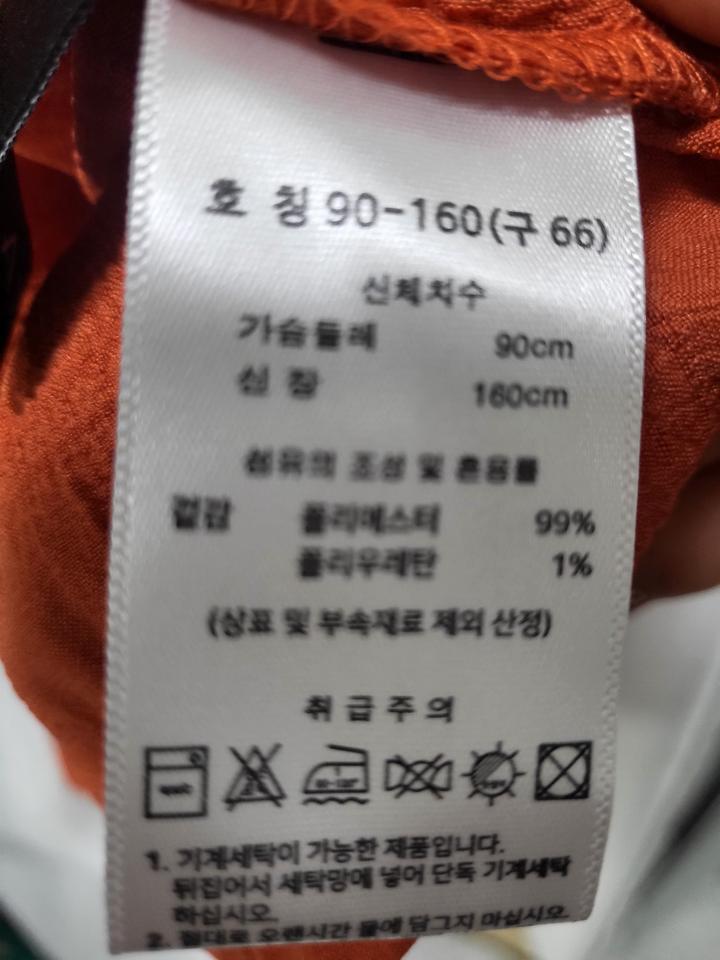 호 칭 90-160(구 66)
신체치수
가슴둘레 90cm
신 장 160cm
섬유의 조성 및 혼용률
겉감 폴리에스터 99%
폴리우레탄 1%
(상표 및 부속재료 제외 산정)
취 급 주 의
1. 기계세탁이 가능한 제품입니다.
뒤집어서 세탁망에 넣어 단독 기계세탁
하십시오.
2. 절대로 오랜시간 물에 담그지 마십시오.